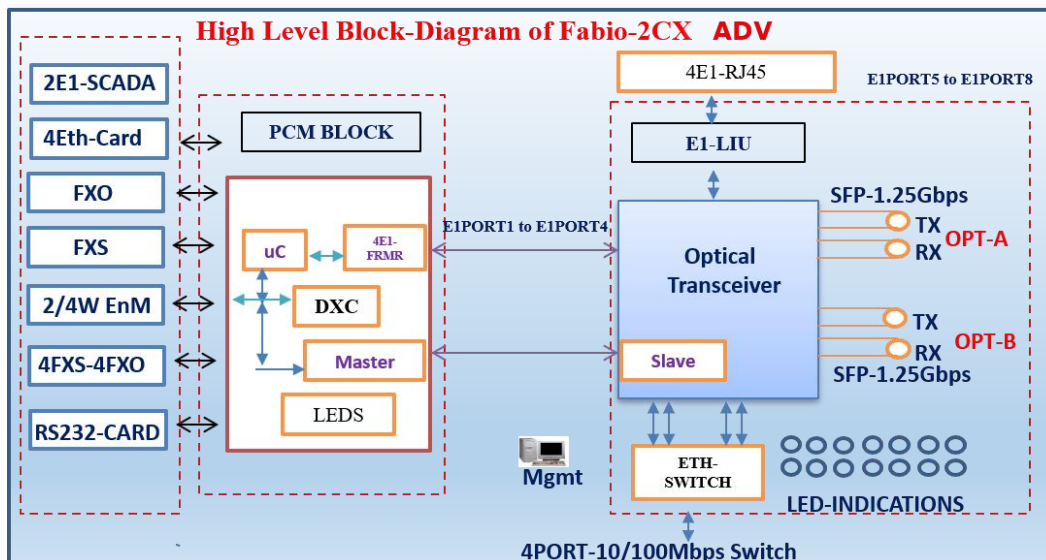 High Level Block-Diagram of Fabio-2CX ADV
2E1-SCADA
4Eth-Card
FXO
FXS
2/4W EnM
4FXS-4FXO
RS232-CARD
PCM BLOCK
uC
4E1-
FRMR
DXC
Master
LEDS
E1PORT1 to E1PORT4
4E1-RJ45
E1PORT5 to E1PORT8
E1-LIU
Optical
Transceiver
Slave
SFP-1.25Gbps
TX
OPT-A
RX
TX
OPT-B
RX
SFP-1.25Gbps
Mgmt
ETH-
SWITCH
LED-INDICATIONS
4PORT-10/100Mbps Switch